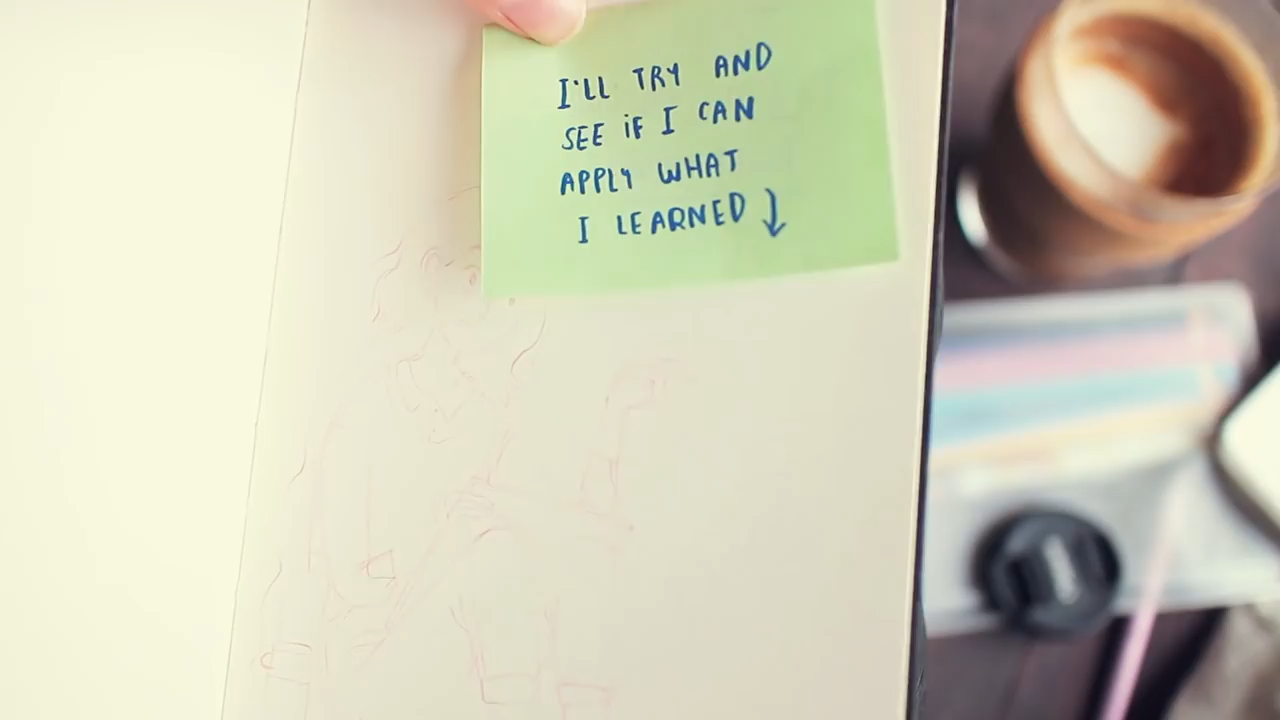 I'LL TRY AND
SEE iF I CAN
APPLY WHAT
I LEARNED ↓